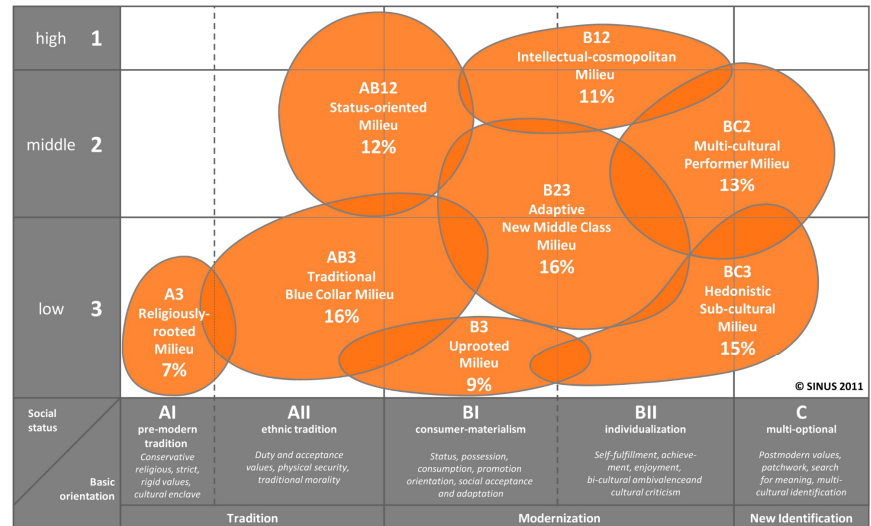 high 1
B12
Intellectual-cosmopolitan
Milieu
11%
AB12
Status-oriented
Milieu
12%
middle 2
BC2
Multi-cultural
Performer Milieu
13%
B23
Adaptive
New Middle Class
Milieu
16%
AB3
Traditional
Blue Collar Milieu
16%
BC3
Hedonistic
Sub-cultural
Milieu
15%
low 3
A3
Religiously-
rooted
Milieu
7%
B3
Uprooted
Milieu
9%
© SINUS 2011
Social
status
Basic
orientation
AI
pre-modern
tradition
Conservative
religious, strict,
rigid values,
cultural enclave
AII
ethnic tradition
Duty and acceptance
values, physical security,
traditional morality
BI
consumer-materialism
Status, possession,
consumption, promotion
orientation, social acceptance
and adaptation
BII
individualization
Self-fulfillment, achieve-
ment, enjoyment,
bi-cultural ambivalenceand
cultural criticism
C
multi-optional
Postmodern values,
patchwork, search
for meaning, multi-
cultural identification
Tradition
Modernization
New Identification